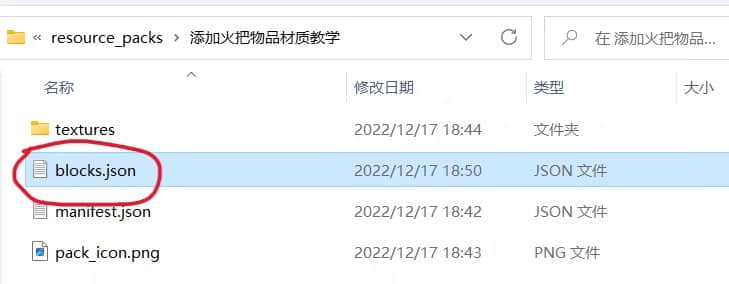 « resource_packs > 添加火把物品材质教学 在 添加火把物品...
名称 修改日期 类型 大小
textures 2022/12/17 18:44 文件夹
blocks.json 2022/12/17 18:50 JSON 文件
manifest.json 2022/12/17 18:42 JSON 文件
pack_icon.png 2022/12/17 18:43 PNG 文件